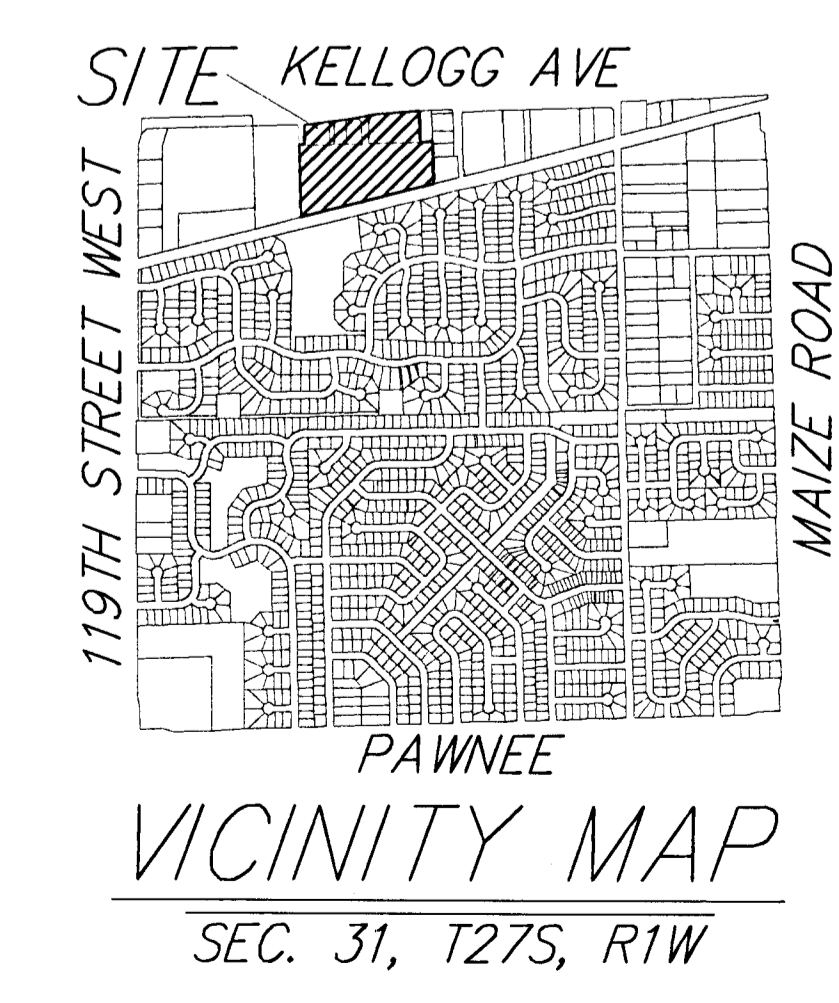 SITE
KELLOGG AVE
119TH STREET WEST
MAIZE ROAD
PAWNEE
VICINITY MAP
SEC. 31, T27S, R1W